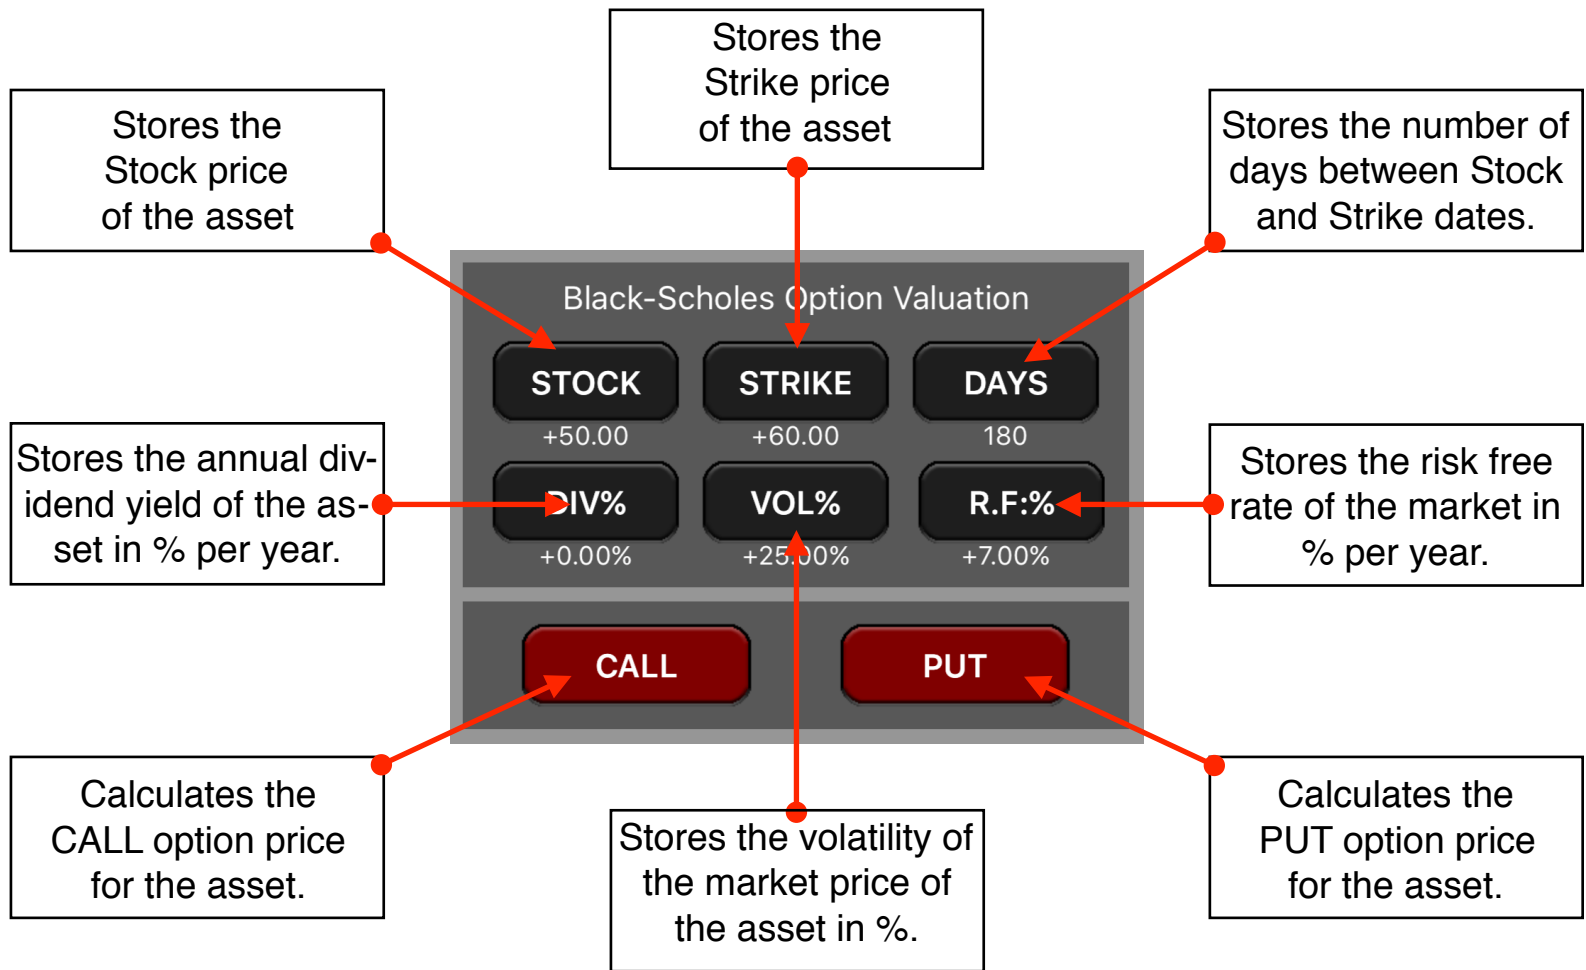 Stores the
Strike price
of the asset
Stores the
Stock price
of the asset
Stores the number of
days between Stock
and Strike dates.
Black-Scholes Option Valuation
STOCK
STRIKE
DAYS
+50.00
+60.00
180
Stores the annual div-
idend yield of the as-
set in % per year.
DIV%
VOL%
R.F:%
+0.00%
+25.00%
+7.00%
Stores the risk free
rate of the market in
% per year.
CALL
PUT
Calculates the
CALL option price
for the asset.
Stores the volatility of
the market price of
the asset in %.
Calculates the
PUT option price
for the asset.